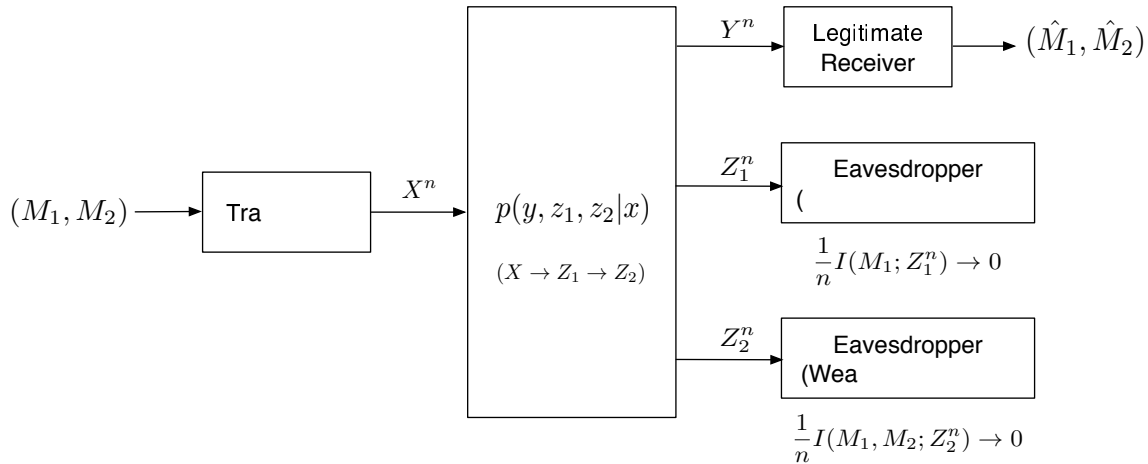 (M_1, M_2)
Tra
X^n
p(y, z_1, z_2|x)
(X → Z_1 → Z_2)
Y^n
Legitimate
Receiver
(\hat{M}_1, \hat{M}_2)
Z_1^n
Eavesdropper
(
\frac{1}{n} I(M_1; Z_1^n) → 0
Z_2^n
Eavesdropper
(Wea
\frac{1}{n} I(M_1, M_2; Z_2^n) → 0